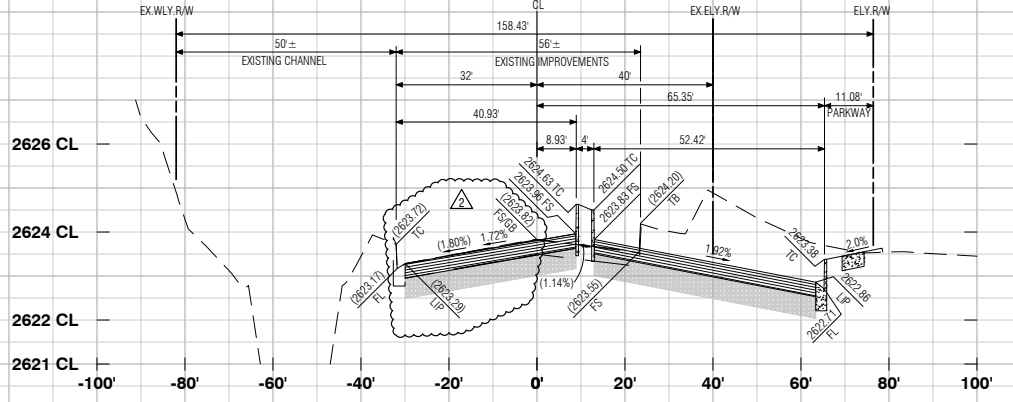 EX.WLY.R/W
CL
EX.ELY.R/W
ELY.R/W
158.43'
50'±
EXISTING CHANNEL
56'±
EXISTING IMPROVEMENTS
32'
40'
65.35'
11.08'
PARKWAY
40.93'
8.93'
4'
52.42'
2626 CL
2624 CL
2622 CL
2621 CL
2624.63 TC
2623.96 FS
(2623.82)
FS/GB
2624.50 TC
2623.83 FS
(2624.20)
TB
2
(2623.72)
TC
(1.80%)
1.72%
1.92%
2623.38
TC
2.0%
(2623.17)
FL
(2623.29)
LIP
(1.14%)
(2623.55)
FS
2622.86
LIP
2622.71
FL
-100'
-80'
-60'
-40'
-20'
0'
20'
40'
60'
80'
100'